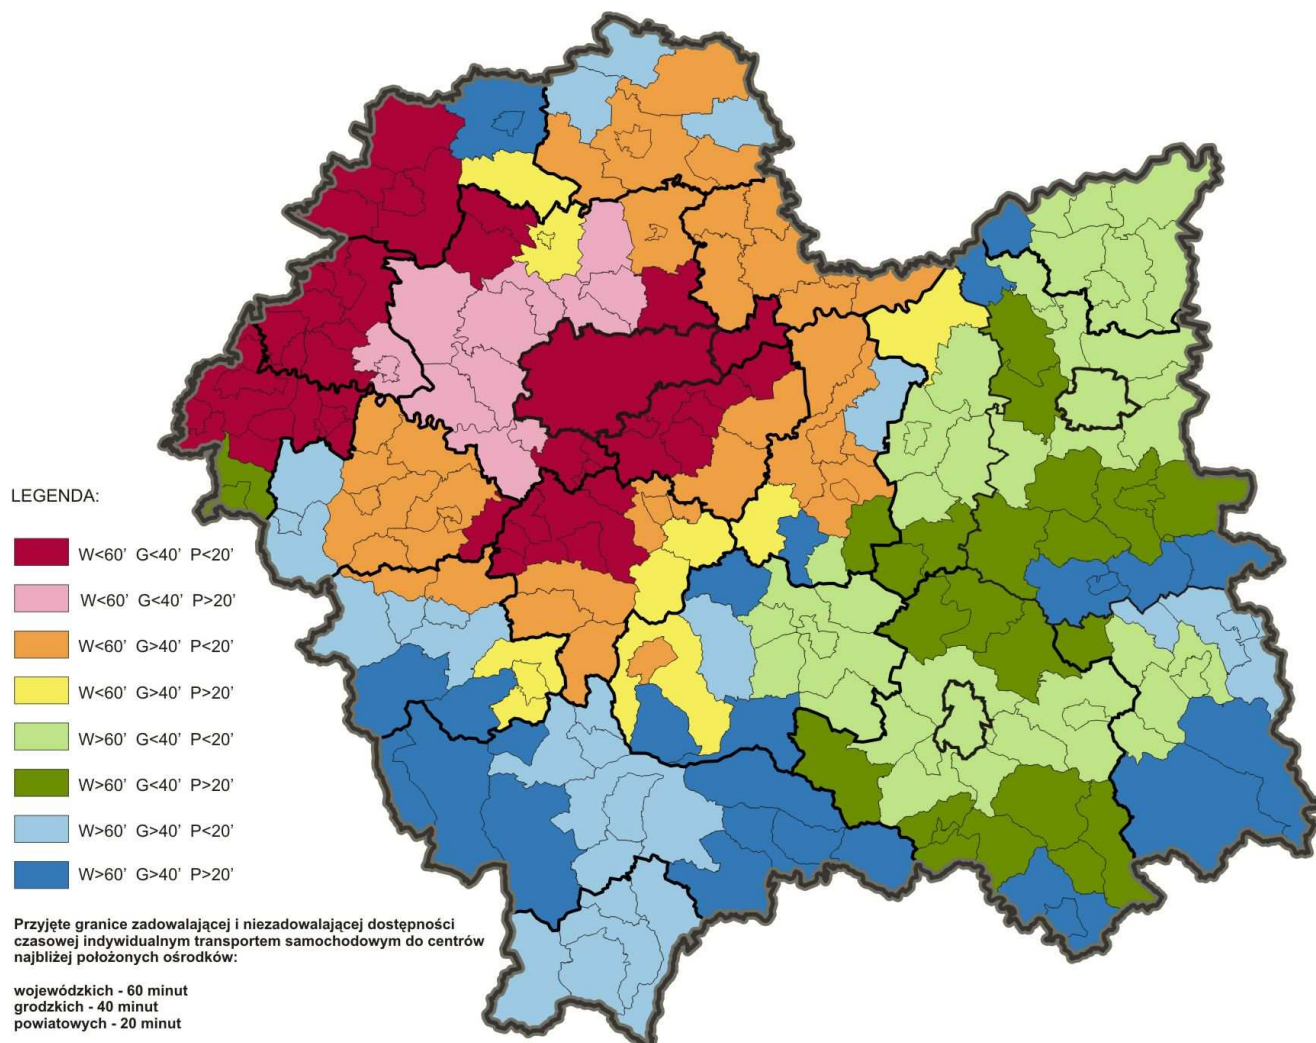 LEGENDA:
W<60’ G<40’ P<20’
W<60’ G<40’ P>20’
W<60’ G>40’ P<20’
W<60’ G>40’ P>20’
W>60’ G<40’ P<20’
W>60’ G<40’ P>20’
W>60’ G>40’ P<20’
W>60’ G>40’ P>20’
Przyjęte granice zadowalającej i niezadowalającej dostępności
czasowej indywidualnym transportem samochodowym do centrów
najbliżej położonych ośrodków:
wojewódzkich - 60 minut
grodzkich - 40 minut
powiatowych - 20 minut